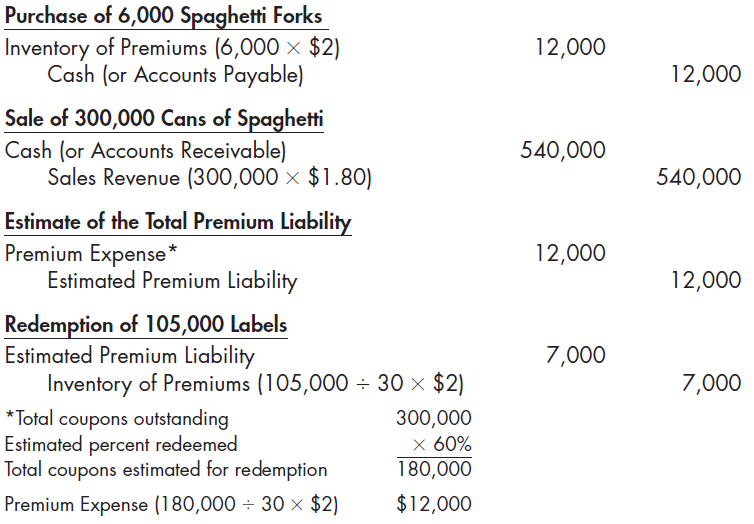 Purchase of 6,000 Spaghetti Forks
Inventory of Premiums (6,000 × $2) 12,000
Cash (or Accounts Payable) 12,000
Sale of 300,000 Cans of Spaghetti
Cash (or Accounts Receivable) 540,000
Sales Revenue (300,000 × $1.80) 540,000
Estimate of the Total Premium Liability
Premium Expense* 12,000
Estimated Premium Liability 12,000
Redemption of 105,000 Labels
Estimated Premium Liability 7,000
Inventory of Premiums (105,000 ÷ 30 × $2) 7,000
*Total coupons outstanding 300,000
Estimated percent redeemed × 60%
Total coupons estimated for redemption 180,000
Premium Expense (180,000 ÷ 30 × $2) $12,000